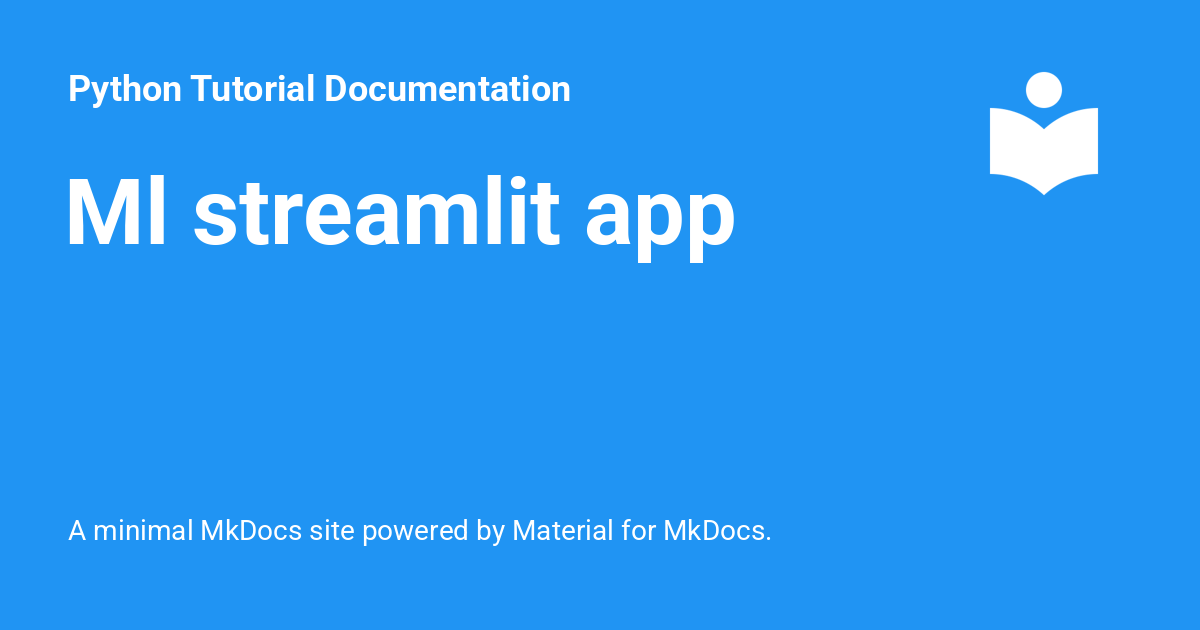 Python Tutorial Documentation
Ml streamlit app
A minimal MkDocs site powered by Material for MkDocs.